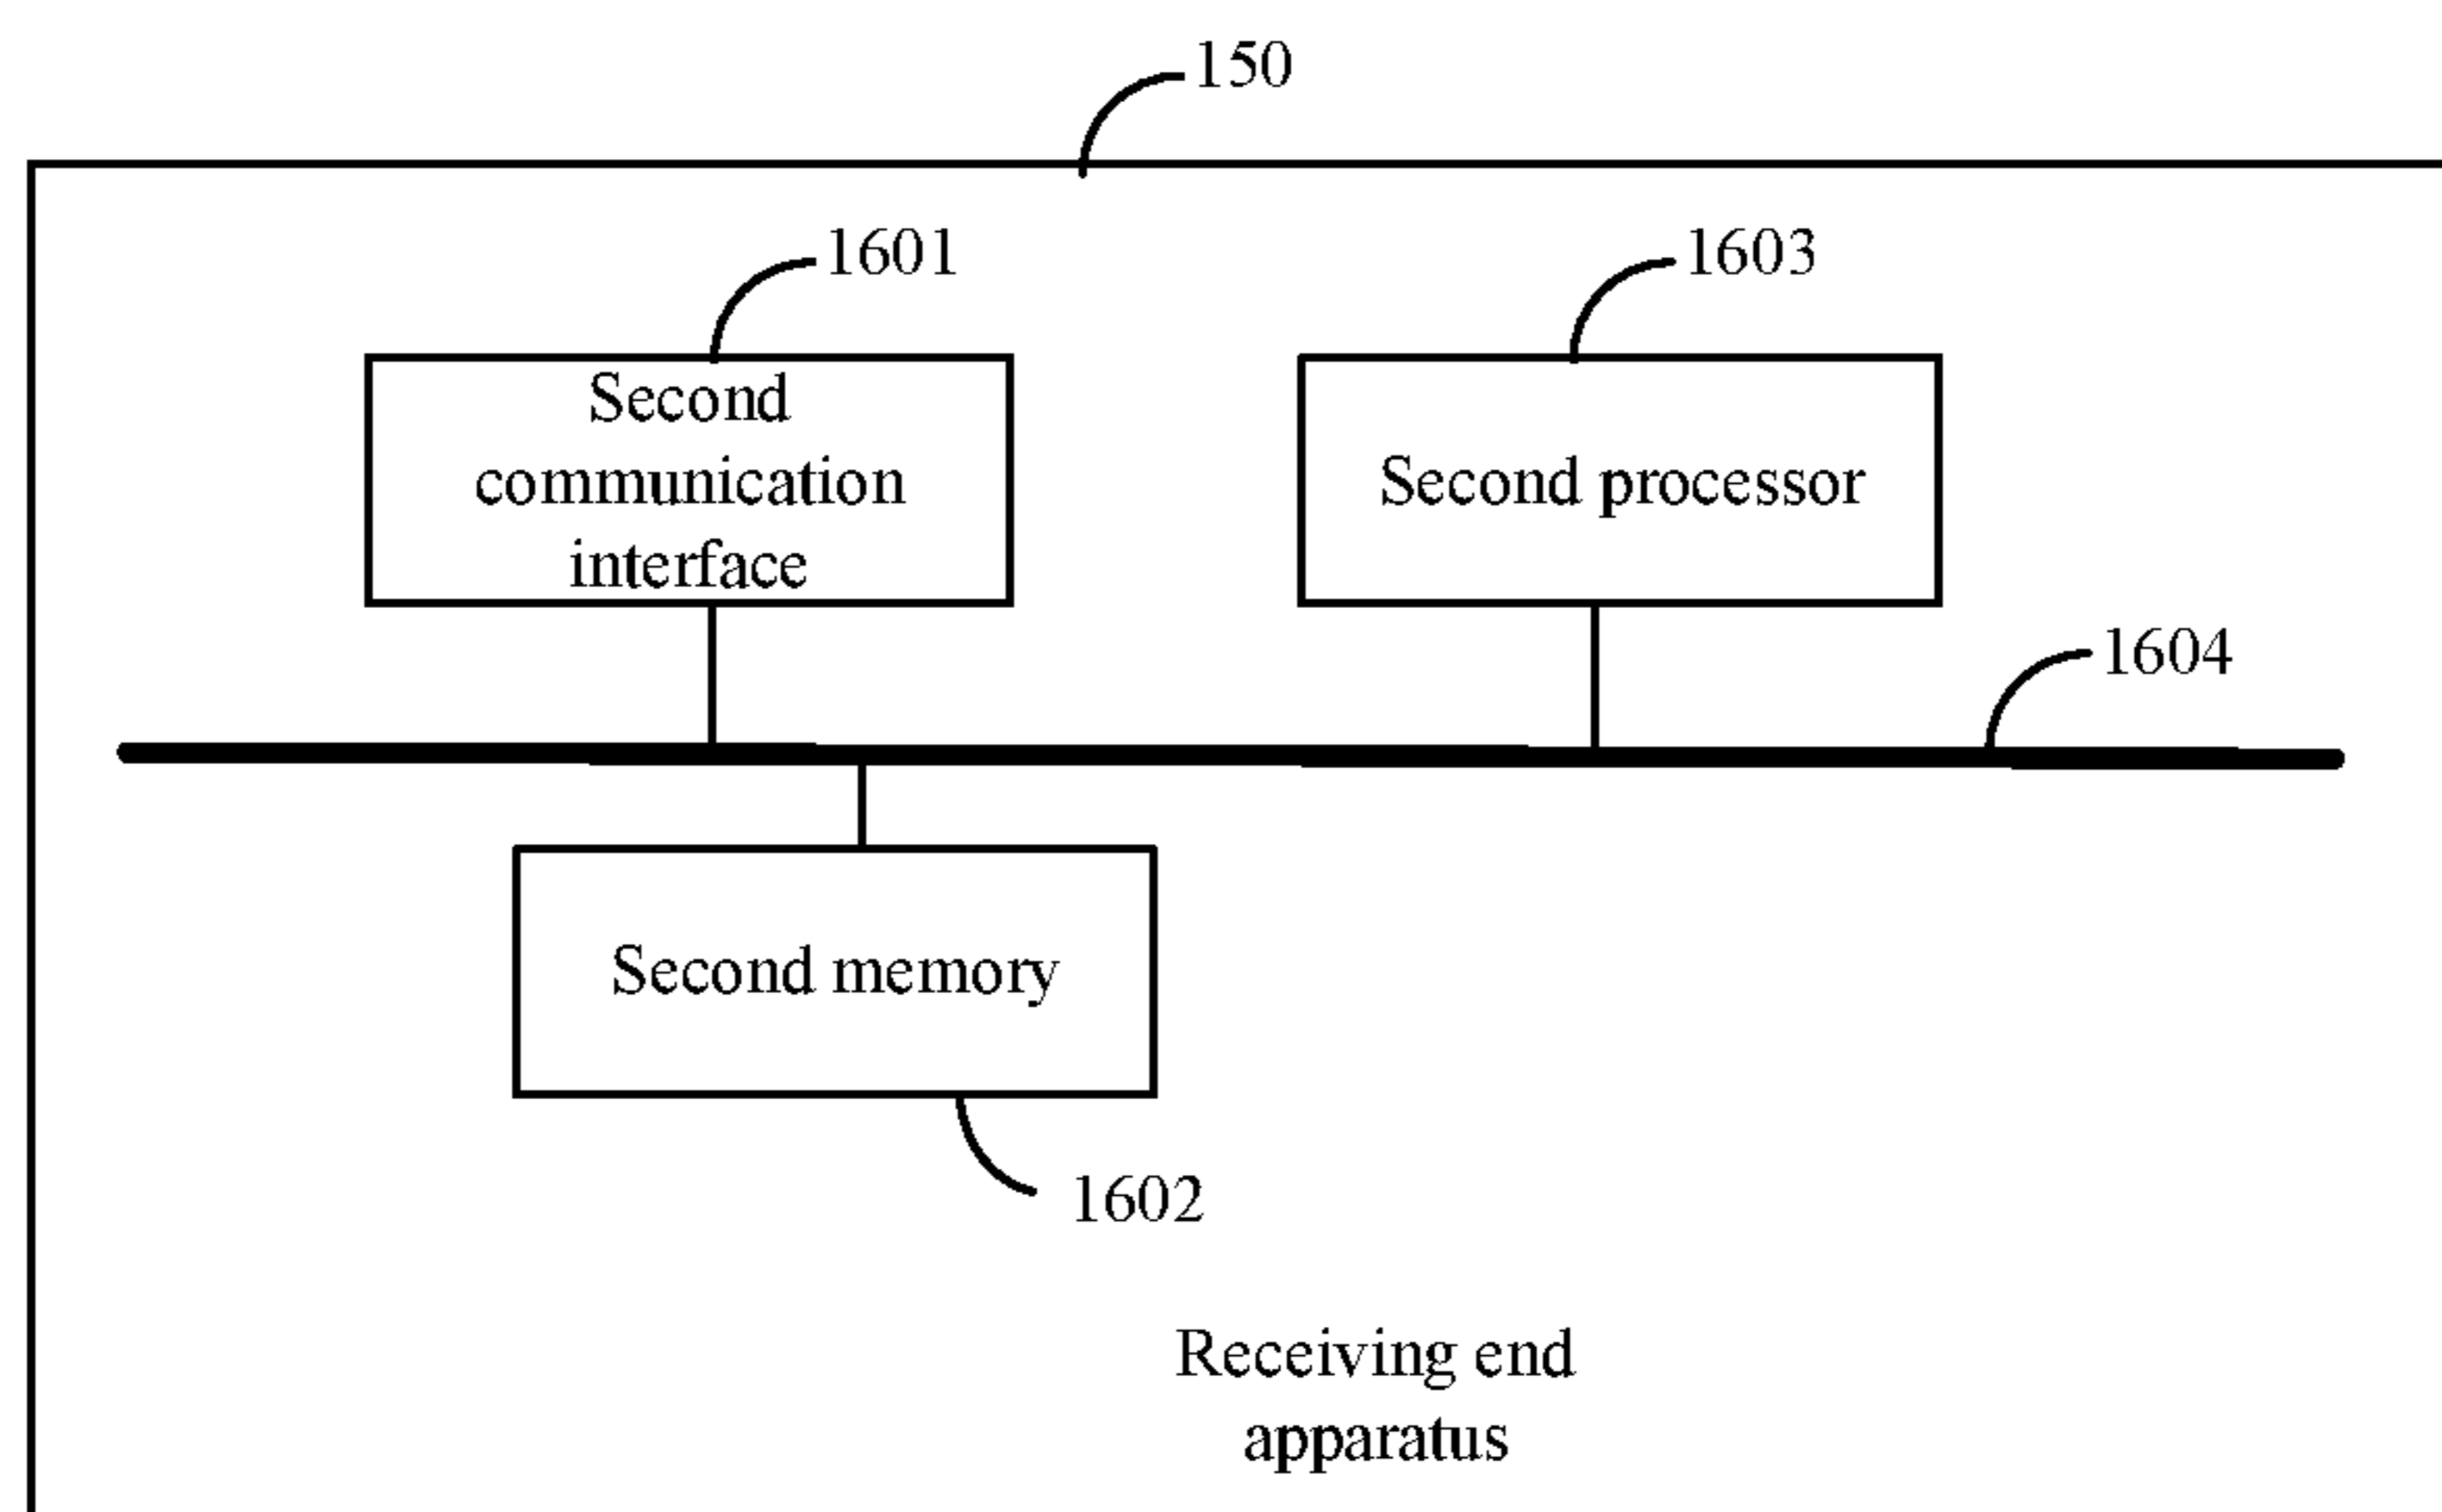 150
1601
1603
Second
communication
interface
Second processor
1604
Second memory
1602
Receiving end
apparatus